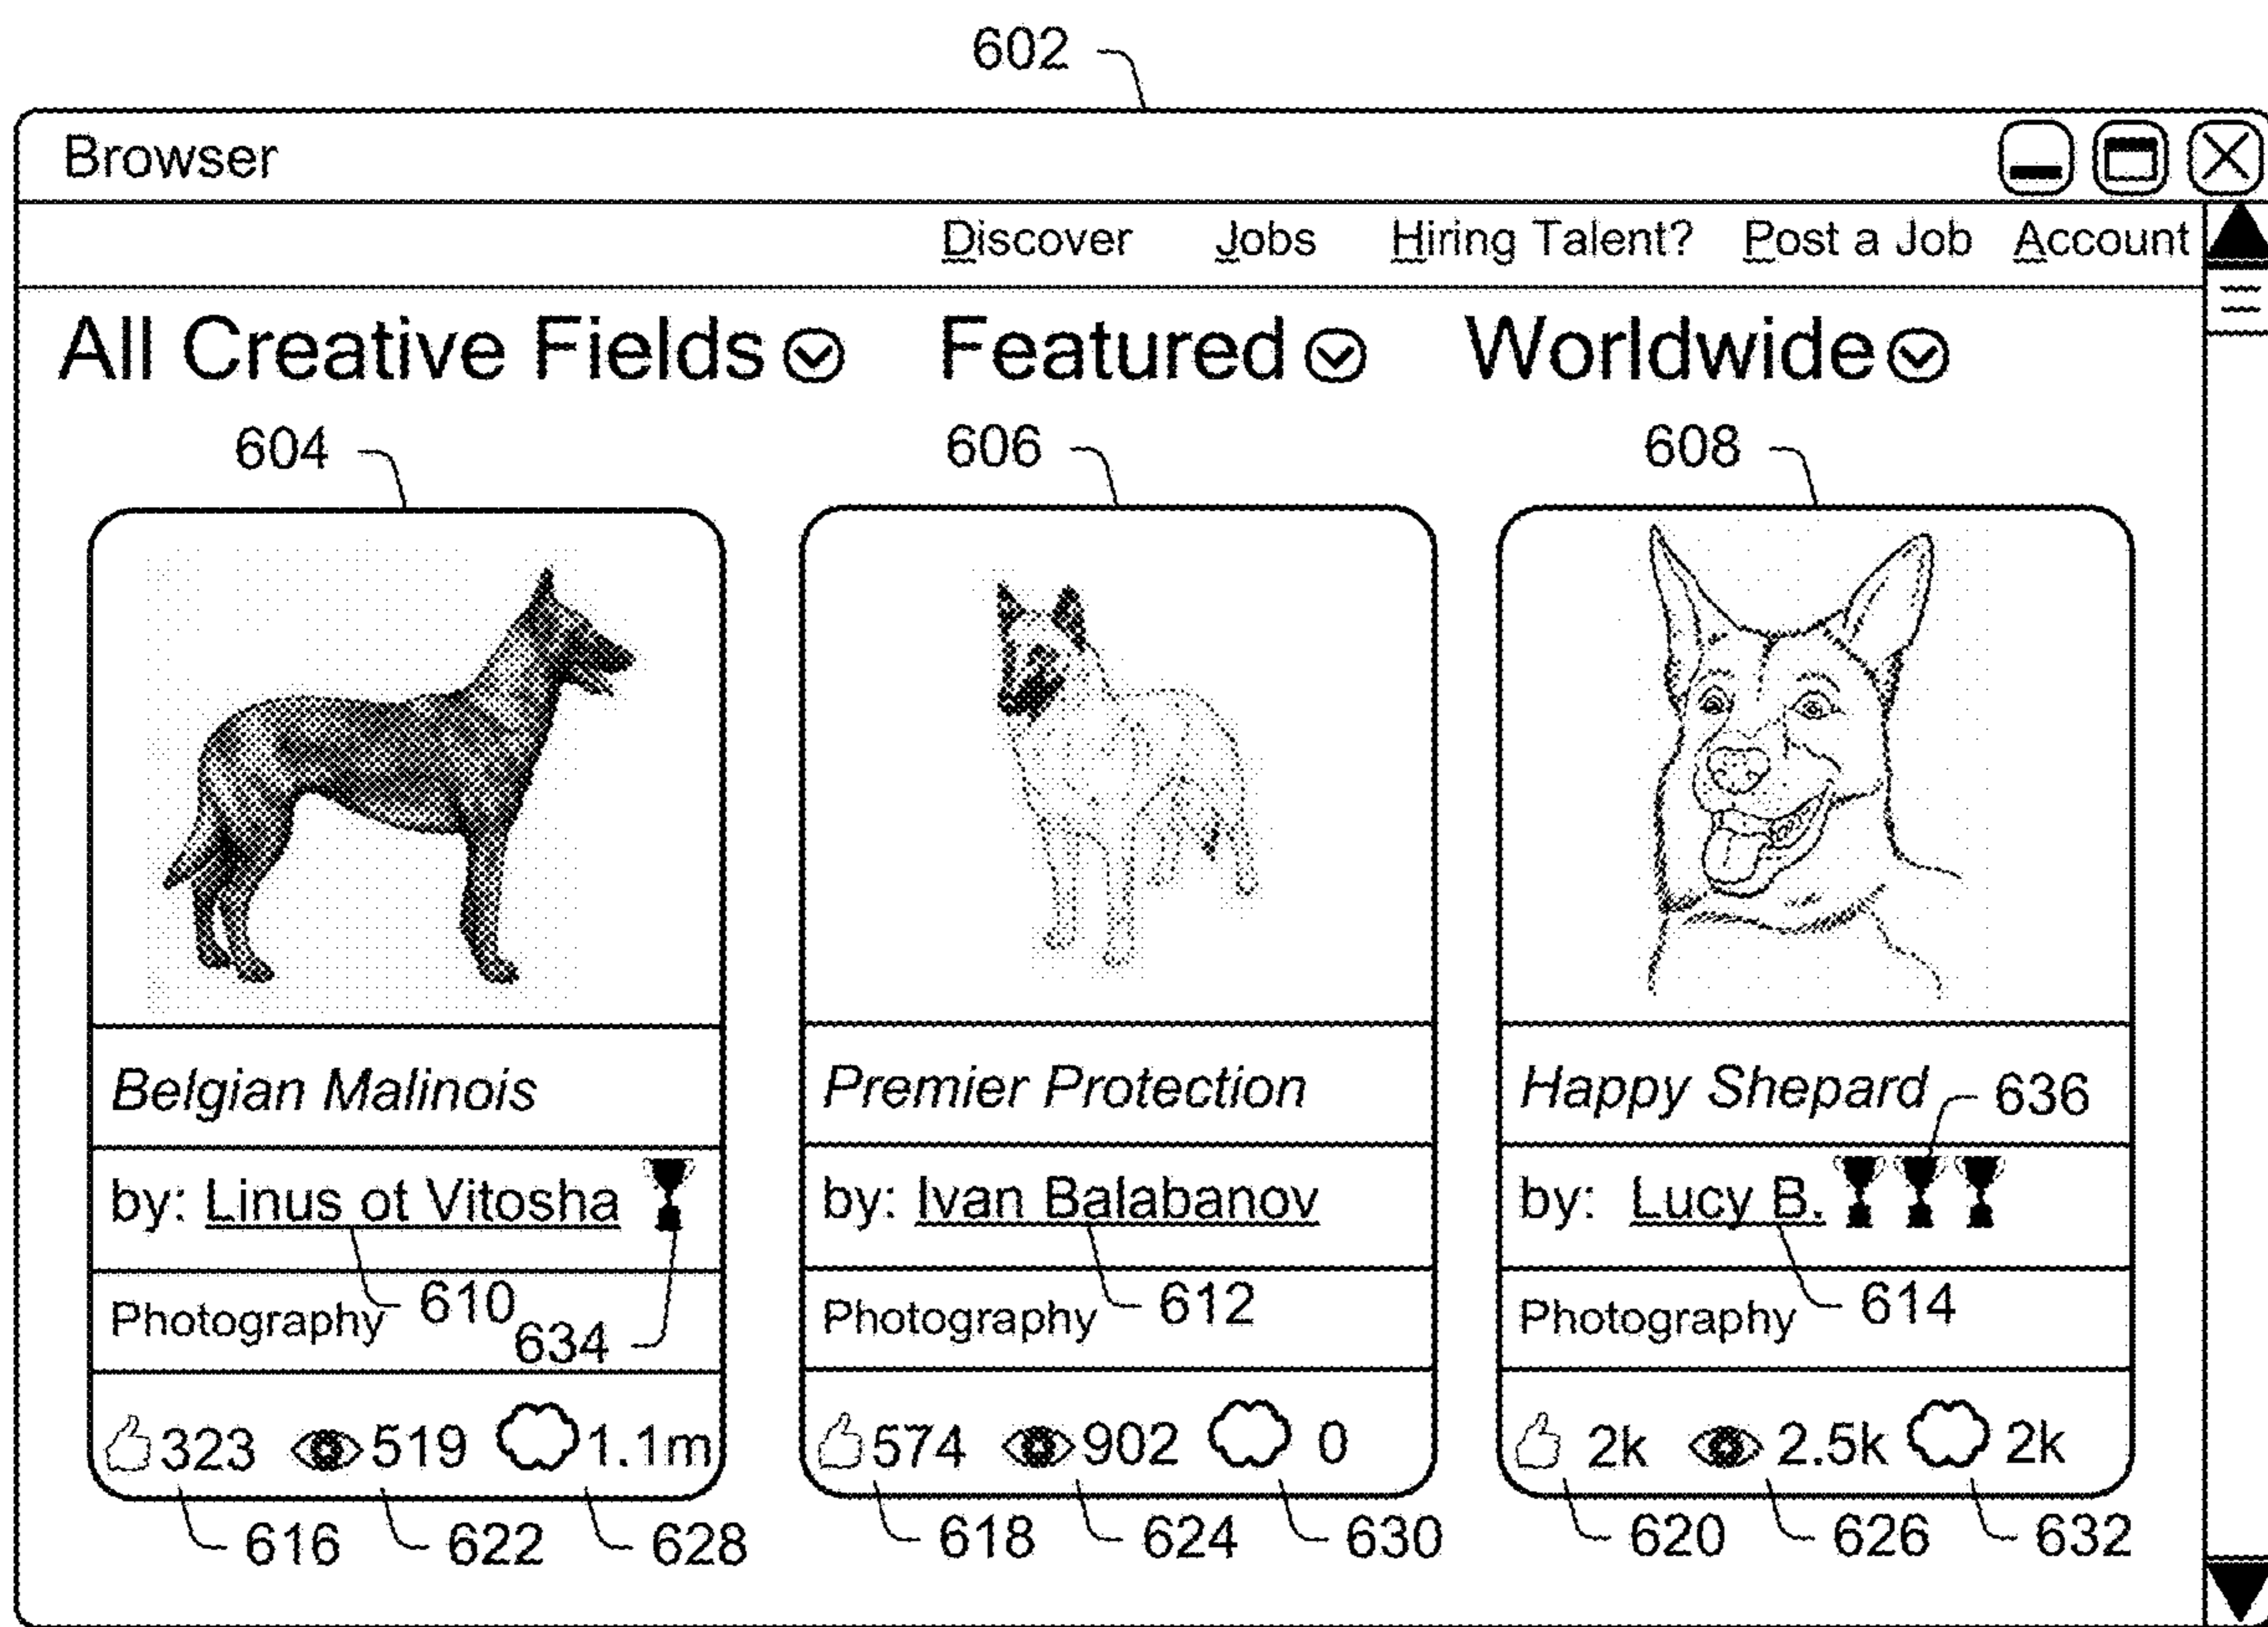 602
Browser
Discover Jobs Hiring Talent? Post a Job Account
All Creative Fields Featured Worldwide
604 606 608
Belgian Malinois Premier Protection Happy Shepard 636
by: Linus ot Vitosha by: Ivan Balabanov by: Lucy B.
Photography 610 634 Photography 612 Photography 614
323 519 1.1m 574 902 0 2k 2.5k 2k
616 622 628 618 624 630 620 626 632